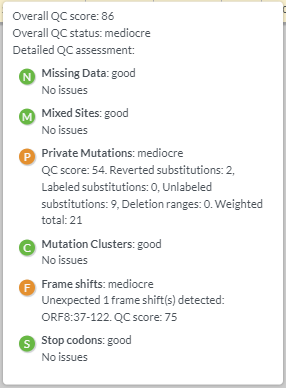 Overall QC score: 86
Overall QC status: mediocre
Detailed QC assessment:
N
Missing Data: good
No issues
M
Mixed Sites: good
No issues
P
Private Mutations: mediocre
QC score: 54. Reverted substitutions: 2,
Labeled substitutions: 0, Unlabeled
substitutions: 9, Deletion ranges: 0. Weighted
total: 21
C
Mutation Clusters: good
No issues
F
Frame shifts: mediocre
Unexpected 1 frame shift(s) detected:
ORF8:37-122. QC score: 75
S
Stop codons: good
No issues